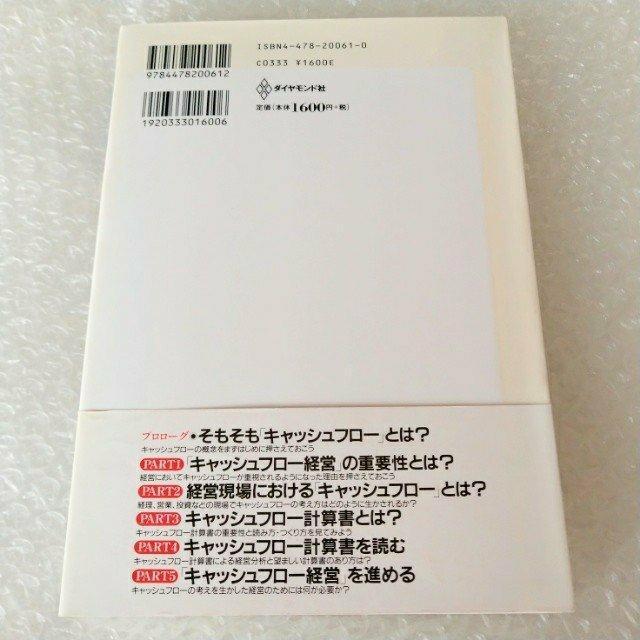 9784478200612
1920333016006
ISBN4-478-20061-0
C0333 ¥1600E
ダイヤモンド社
定価(本体1600円+税)
プロローグ・そもそも「キャッシュフロー」とは?
キャッシュフローの概念をまずはじめに押さえておこう
PART1 「キャッシュフロー経営」の重要性とは?
経営においてキャッシュフローが重視されるようになった理由を押さえておこう
PART2 経営現場における「キャッシュフロー」とは?
経理、営業、投資などの現場でキャッシュフローの考え方はどのように生かされるか?
PART3 キャッシュフロー計算書とは?
キャッシュフロー計算書の重要性と読み方・つくり方を見てみよう
PART4 キャッシュフロー計算書を読む
キャッシュフロー計算書による経営分析と望ましい計算書のあり方は?
PART5 「キャッシュフロー経営」を進める
キャッシュフローの考えを生かした経営のためには何が必要か?